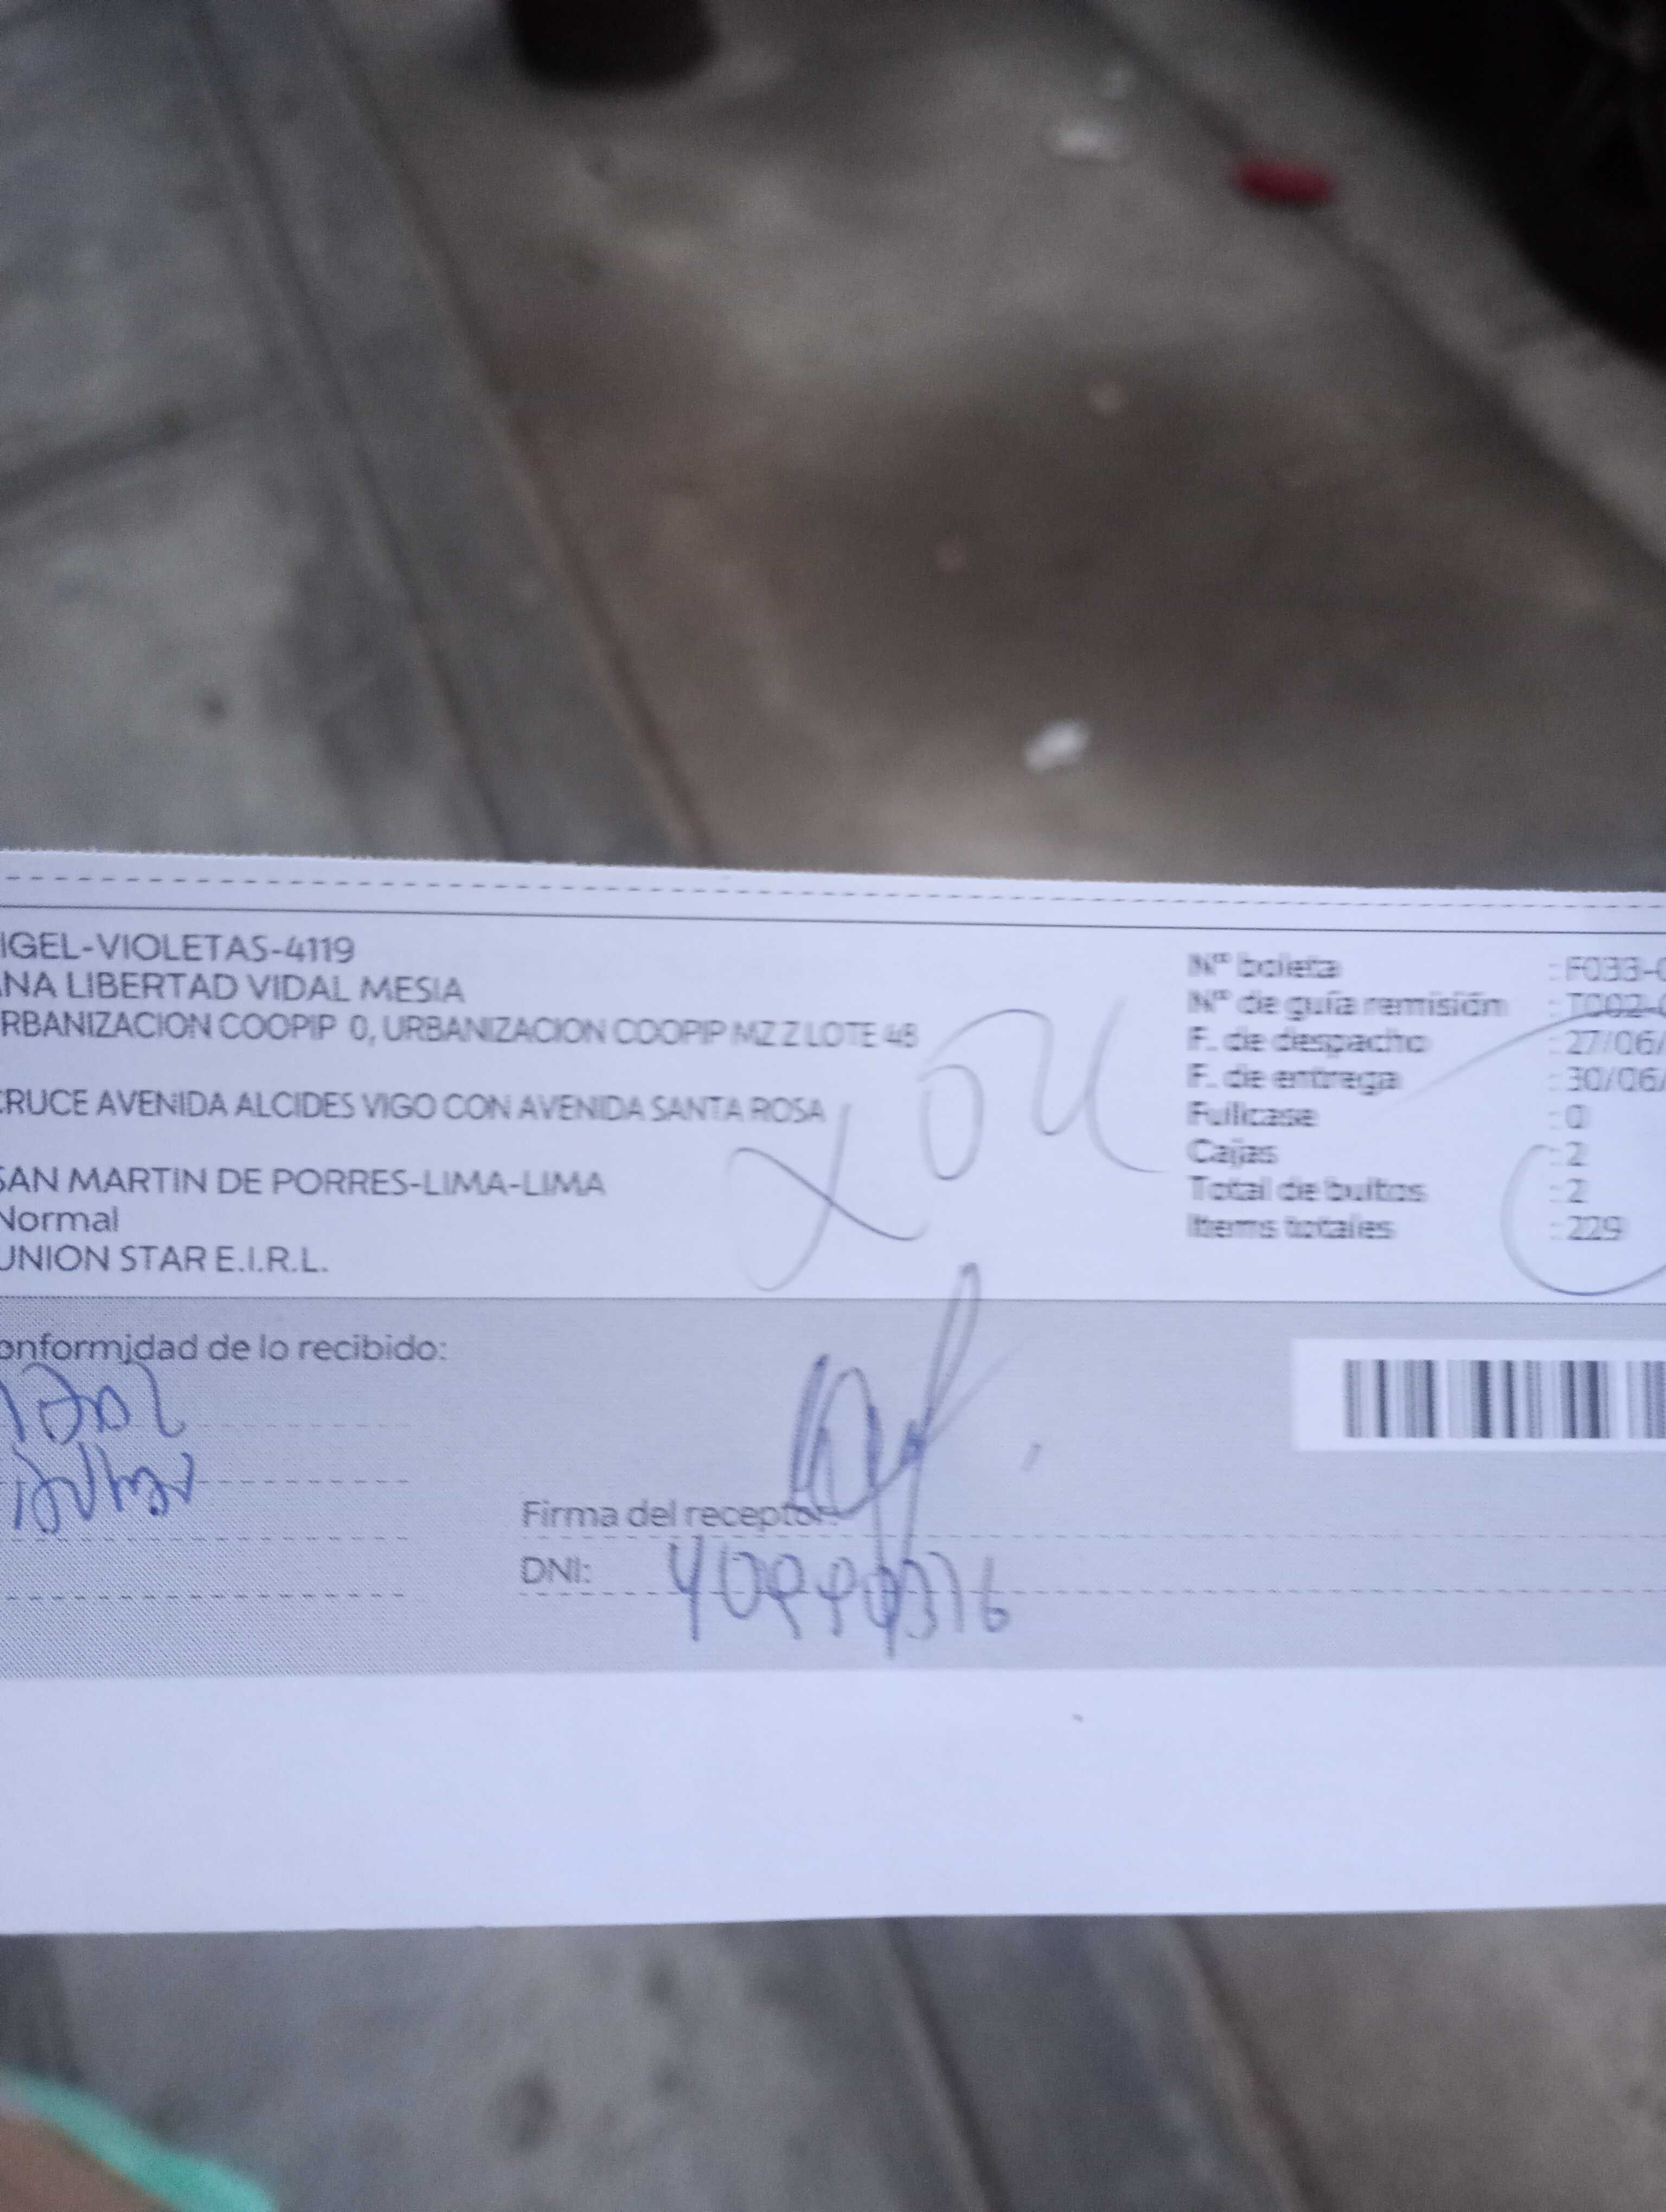 IGEL-VIOLETAS-4119
NA LIBERTAD VIDAL MESIA
RBANIZACION COOPIP 0, URBANIZACION COOPIP MZ Z LOTE 48
CRUCE AVENIDA ALCIDES VIGO CON AVENIDA SANTA ROSA
SAN MARTIN DE PORRES-LIMA-LIMA
Normal
UNION STAR E.I.R.L.
N° boleta : F033-0
N° de guía remisión : T002-0
F. de despacho : 27/06/
F. de entrega : 30/06/
Fullcase : 0
Cajas : 2
Total de bultos : 2
Items totales : 229
onformidad de lo recibido:
Firma del receptor:
DNI: